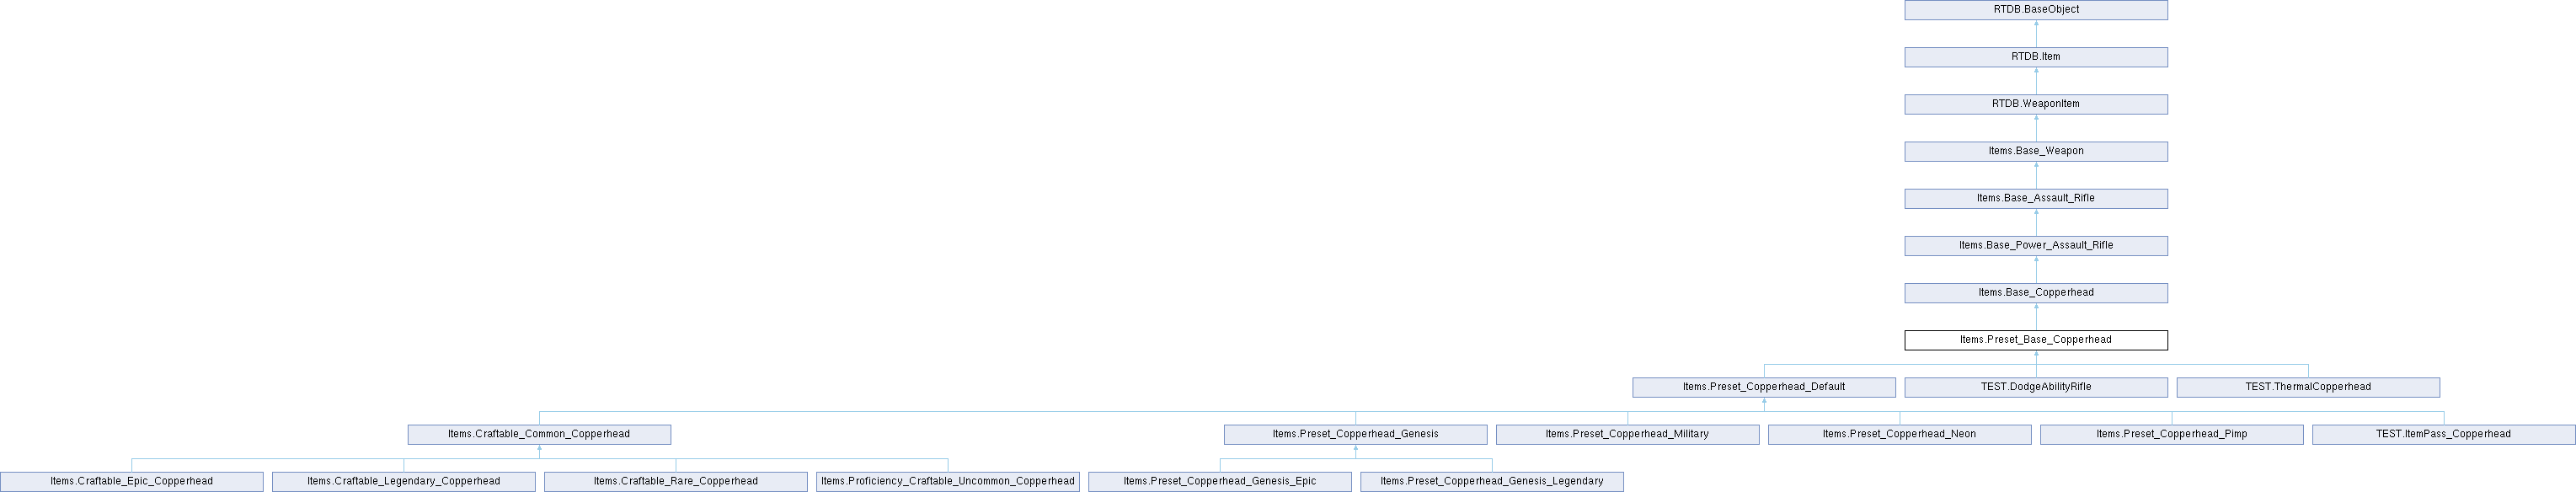 RTDB.BaseObject
RTDB.Item
RTDB.WeaponItem
Items.Base_Weapon
Items.Base_Assault_Rifle
Items.Base_Power_Assault_Rifle
Items.Base_Copperhead
Items.Preset_Base_Copperhead
Items.Preset_Copperhead_Default
TEST.DodgeAbilityRifle
TEST.ThermalCopperhead
Items.Craftable_Common_Copperhead
Items.Preset_Copperhead_Genesis
Items.Preset_Copperhead_Military
Items.Preset_Copperhead_Neon
Items.Preset_Copperhead_Pimp
TEST.ItemPass_Copperhead
Items.Craftable_Epic_Copperhead
Items.Craftable_Legendary_Copperhead
Items.Craftable_Rare_Copperhead
Items.Proficiency_Craftable_Uncommon_Copperhead
Items.Preset_Copperhead_Genesis_Epic
Items.Preset_Copperhead_Genesis_Legendary